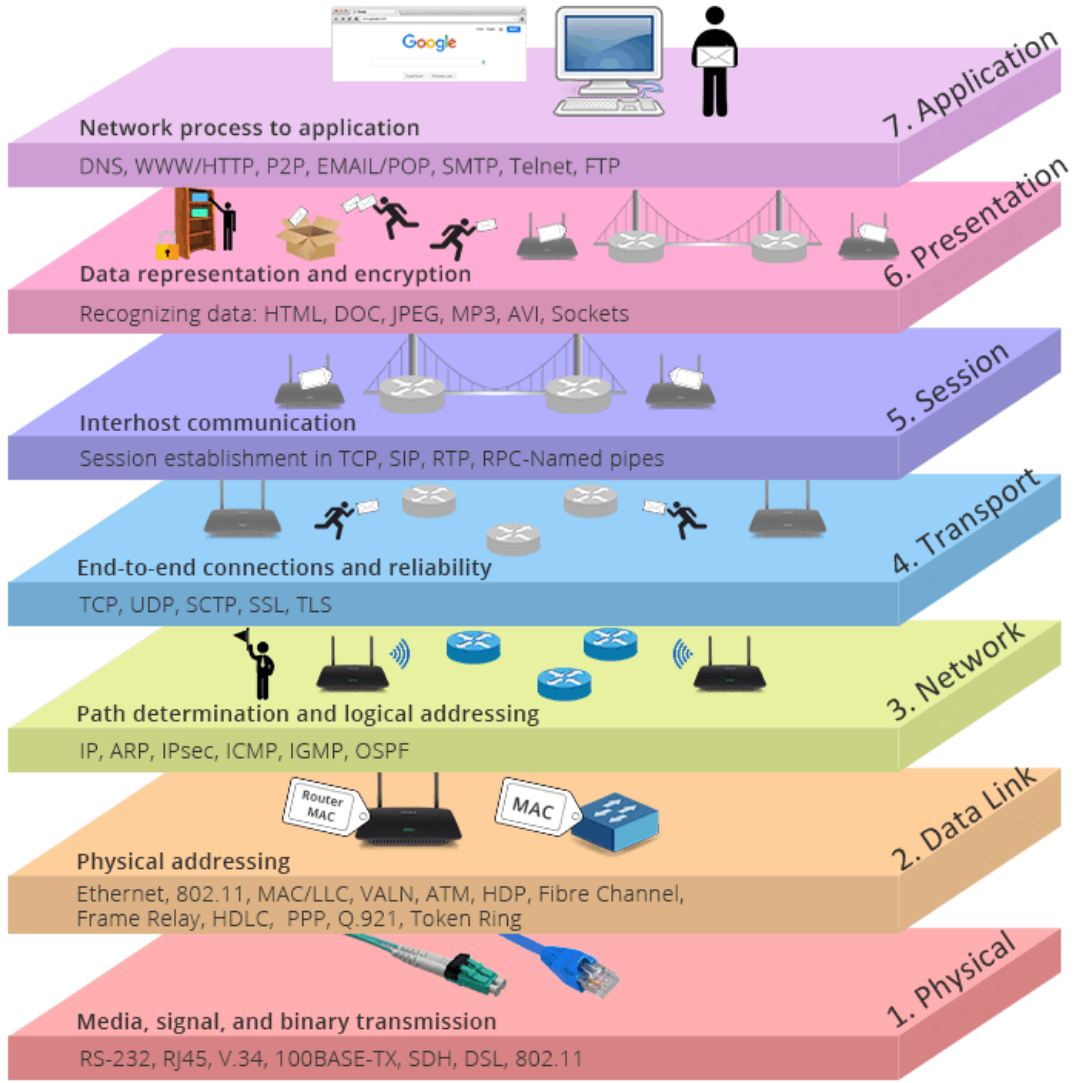 Google
7. Application
Network process to application
DNS, WWW/HTTP, P2P, EMAIL/POP, SMTP, Telnet, FTP
6. Presentation
Data representation and encryption
Recognizing data: HTML, DOC, JPEG, MP3, AVI, Sockets
5. Session
Interhost communication
Session establishment in TCP, SIP, RTP, RPC-Named pipes
4. Transport
End-to-end connections and reliability
TCP, UDP, SCTP, SSL, TLS
3. Network
Path determination and logical addressing
IP, ARP, IPsec, ICMP, IGMP, OSPF
Router
MAC
MAC
2. Data Link
Physical addressing
Ethernet, 802.11, MAC/LLC, VALN, ATM, HDP, Fibre Channel,
Frame Relay, HDLC, PPP, Q.921, Token Ring
1. Physical
Media, signal, and binary transmission
RS-232, RJ45, V.34, 100BASE-TX, SDH, DSL, 802.11